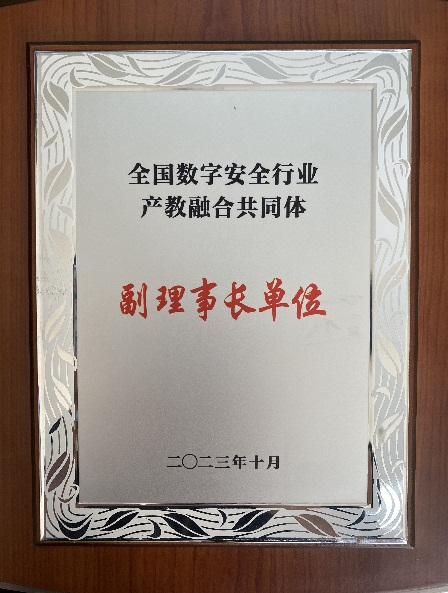 全国数字安全行业
产教融合共同体
副理事长单位
二〇二三年十月